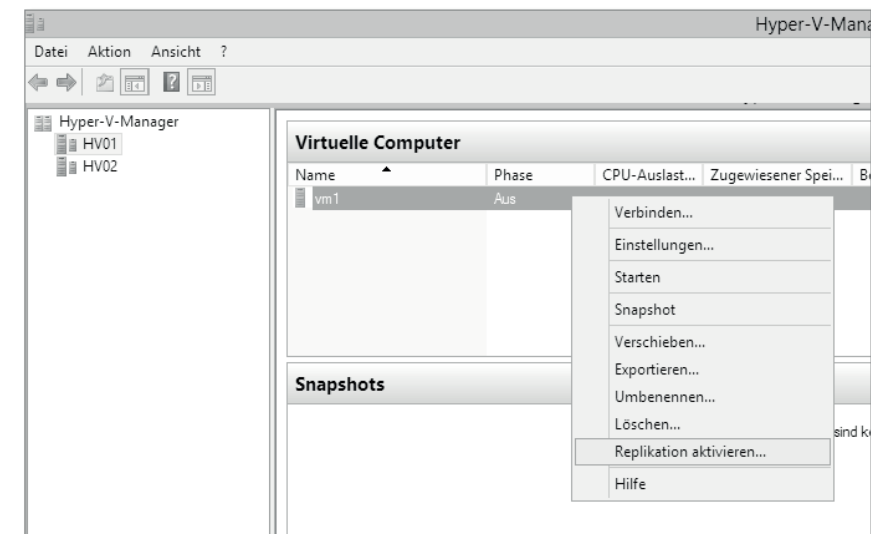 Hyper-V-Mana
Datei Aktion Ansicht ?
Hyper-V-Manager
HV01
HV02
Virtuelle Computer
Name Phase CPU-Auslast... Zugewiesener Spei...
vm1 Aus
Verbinden...
Einstellungen...
Starten
Snapshot
Verschieben...
Exportieren...
Umbenennen...
Löschen...
Replikation aktivieren...
Hilfe
Snapshots
sind